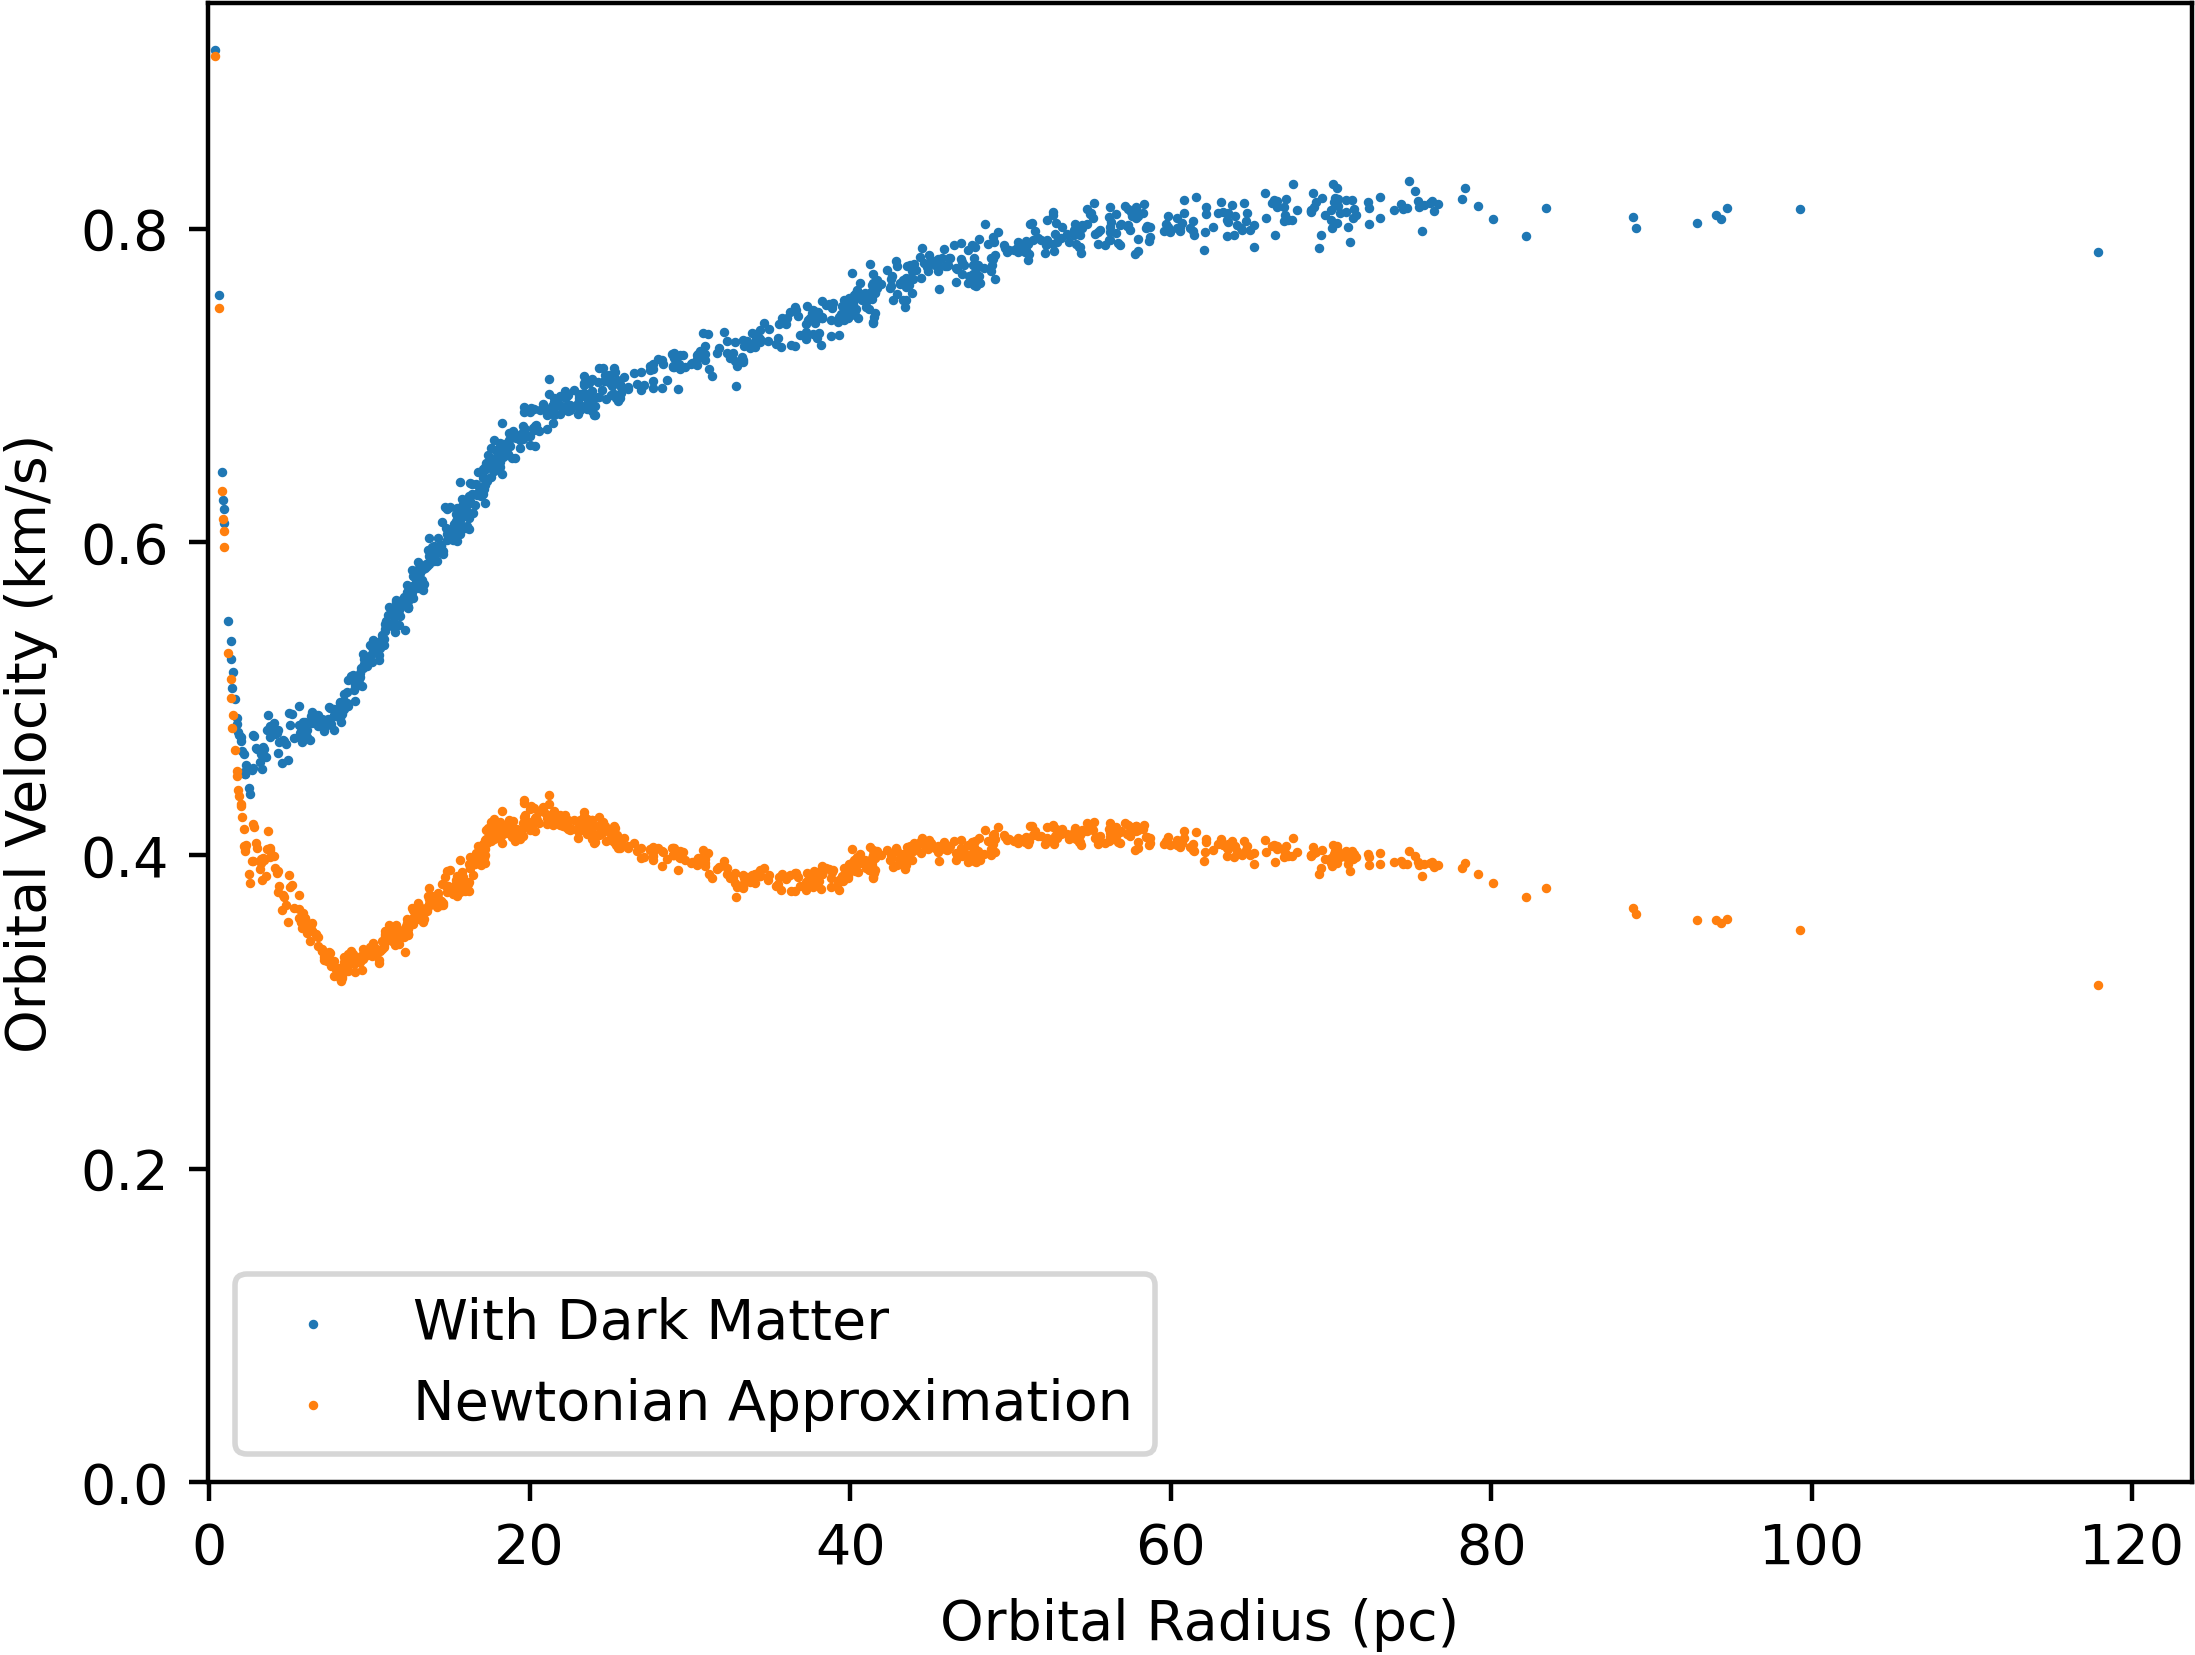 Orbital Velocity (km/s)
0.8
0.6
0.4
0.2
0.0
With Dark Matter
Newtonian Approximation
0 20 40 60 80 100 120
Orbital Radius (pc)